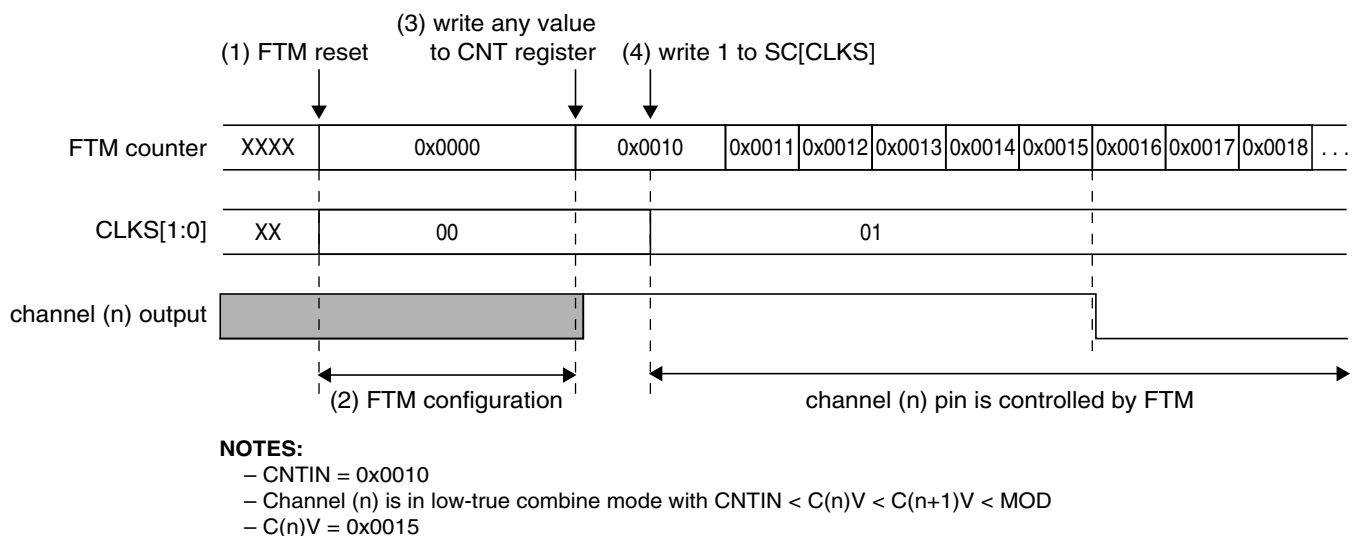 (3) write any value
(1) FTM reset to CNT register (4) write 1 to SC[CLKS]
FTM counter XXXX 0x0000 0x0010 0x0011 0x0012 0x0013 0x0014 0x0015 0x0016 0x0017 0x0018 . . .
CLKS[1:0] XX 00 01
channel (n) output
(2) FTM configuration channel (n) pin is controlled by FTM
NOTES:
– CNTIN = 0x0010
– Channel (n) is in low-true combine mode with CNTIN < C(n)V < C(n+1)V < MOD
– C(n)V = 0x0015